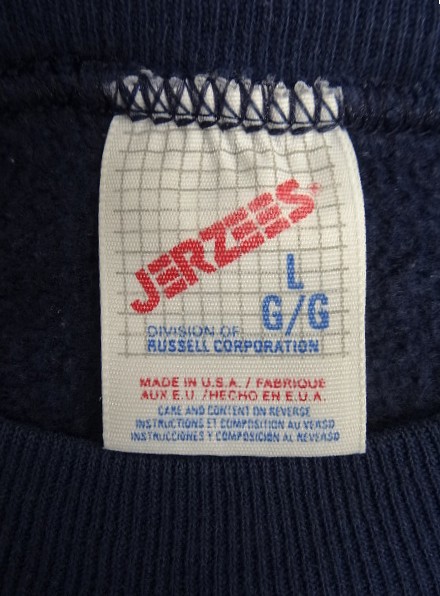 JERZEES
L
G/G
DIVISION OF
RUSSELL CORPORATION
MADE IN U.S.A. / FABRIQUE
AUX E.U. /HECHO EN E.U.A.
CARE AND CONTENT ON REVERSE
INSTRUCTIONS ET COMPOSITION AU VERSO
INSTRUCCIONES Y COMPOSICION AL REVERSO